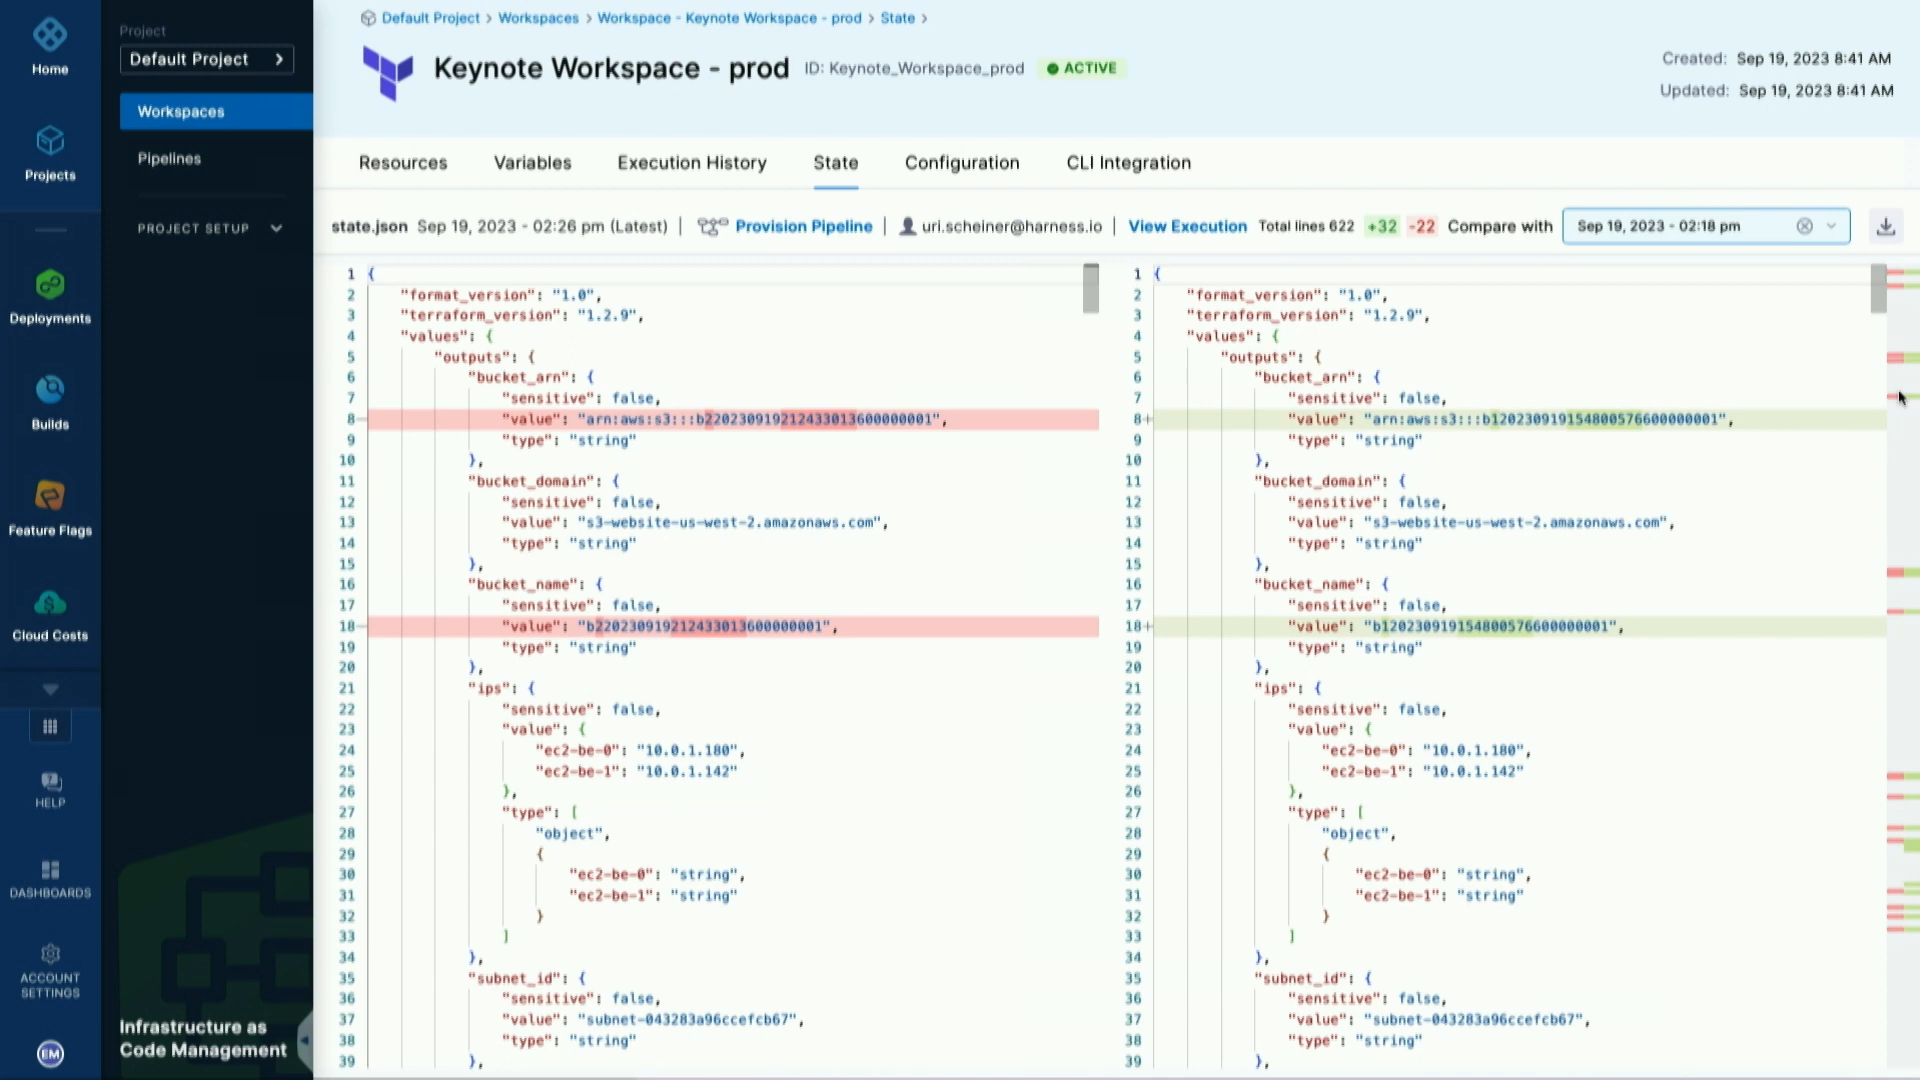 Home
Projects
Deployments
Builds
Feature Flags
Cloud Costs
HELP
DASHBOARDS
ACCOUNT
SETTINGS
EM
Project
Default Project
Workspaces
Pipelines
PROJECT SETUP
Infrastructure as
Code Management
Default Project > Workspaces > Workspace - Keynote Workspace - prod > State >
Keynote Workspace - prod ID: Keynote_Workspace_prod ACTIVE
Created: Sep 19, 2023 8:41 AM
Updated: Sep 19, 2023 8:41 AM
Resources Variables Execution History State Configuration CLI Integration
state.json Sep 19, 2023 - 02:26 pm (Latest) | Provision Pipeline | uri.scheiner@harness.io | View Execution Total lines 622 +32 -22 Compare with Sep 19, 2023 - 02:18 pm
1 {
2 "format_version": "1.0",
3 "terraform_version": "1.2.9",
4 "values": {
5 "outputs": {
6 "bucket_arn": {
7 "sensitive": false,
8- "value": "arn:aws:s3:::b220230919212433013600000001",
9 "type": "string"
10 },
11 "bucket_domain": {
12 "sensitive": false,
13 "value": "s3-website-us-west-2.amazonaws.com",
14 "type": "string"
15 },
16 "bucket_name": {
17 "sensitive": false,
18- "value": "b220230919212433013600000001",
19 "type": "string"
20 },
21 "ips": {
22 "sensitive": false,
23 "value": {
24 "ec2-be-0": "10.0.1.180",
25 "ec2-be-1": "10.0.1.142"
26 },
27 "type": [
28 "object",
29 {
30 "ec2-be-0": "string",
31 "ec2-be-1": "string"
32 }
33 ]
34 },
35 "subnet_id": {
36 "sensitive": false,
37 "value": "subnet-043283a96ccefcb67",
38 "type": "string"
39 },
1 {
2 "format_version": "1.0",
3 "terraform_version": "1.2.9",
4 "values": {
5 "outputs": {
6 "bucket_arn": {
7 "sensitive": false,
8+ "value": "arn:aws:s3:::b120230919154800576600000001",
9 "type": "string"
10 },
11 "bucket_domain": {
12 "sensitive": false,
13 "value": "s3-website-us-west-2.amazonaws.com",
14 "type": "string"
15 },
16 "bucket_name": {
17 "sensitive": false,
18+ "value": "b120230919154800576600000001",
19 "type": "string"
20 },
21 "ips": {
22 "sensitive": false,
23 "value": {
24 "ec2-be-0": "10.0.1.180",
25 "ec2-be-1": "10.0.1.142"
26 },
27 "type": [
28 "object",
29 {
30 "ec2-be-0": "string",
31 "ec2-be-1": "string"
32 }
33 ]
34 },
35 "subnet_id": {
36 "sensitive": false,
37 "value": "subnet-043283a96ccefcb67",
38 "type": "string"
39 },